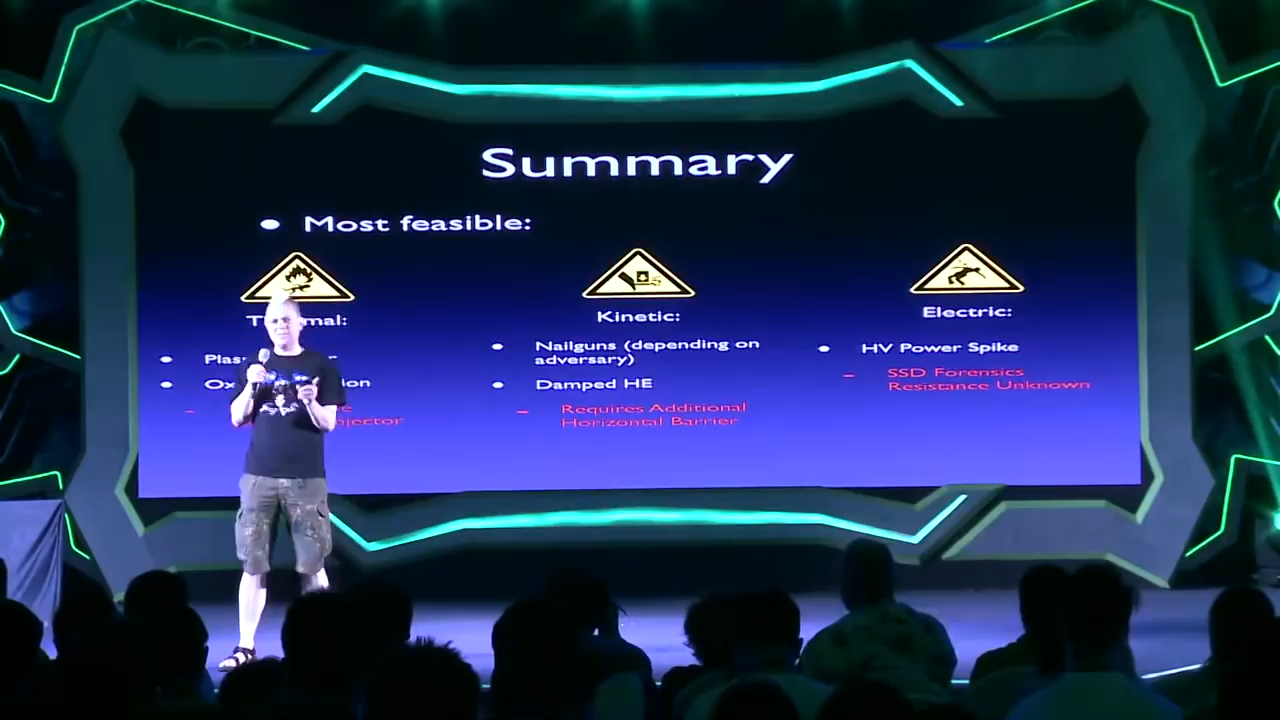 Summary
Most feasible:
Kinetic:
Nailguns (depending on
adversary)
Damped HE
– Requires Additional
Horizontal Barrier
Electric:
HV Power Spike
– SSD Forensics
Resistance Unknown